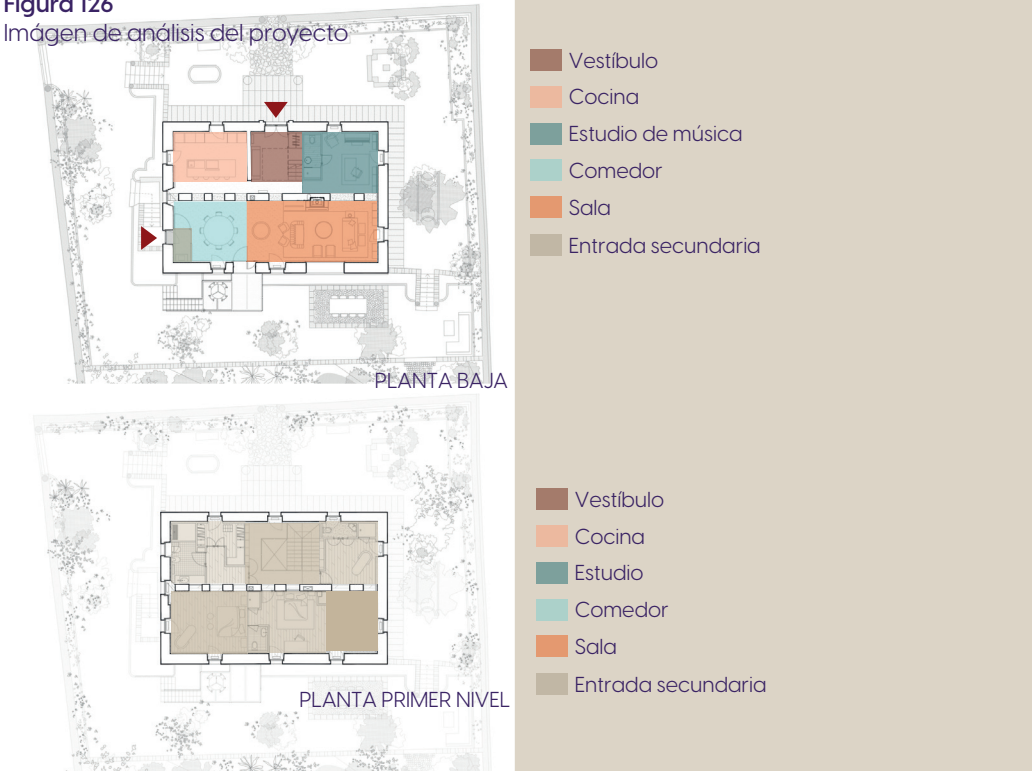 Figura 126
Imágen de análisis del proyecto
Vestíbulo
Cocina
Estudio de música
Comedor
Sala
Entrada secundaria
PLANTA BAJA
Vestíbulo
Cocina
Estudio
Comedor
Sala
Entrada secundaria
PLANTA PRIMER NIVEL